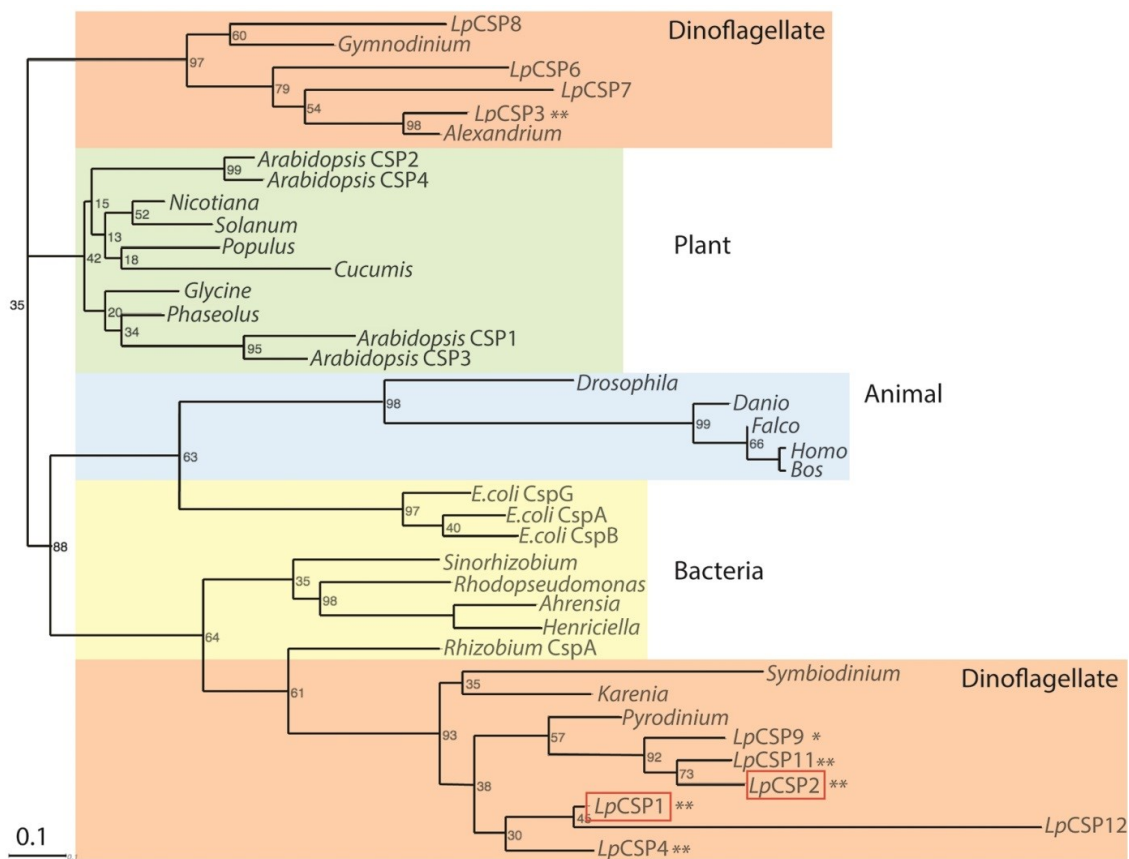 LpCSP8
Dinoflagellate
60
Gymnodinium
97
LpCSP6
79
LpCSP7
54
LpCSP3 **
98
Alexandrium
Arabidopsis CSP2
99
Arabidopsis CSP4
15
Nicotiana
52
Solanum
13
Populus
Plant
42
18
Cucumis
Glycine
35
20
Phaseolus
34
Arabidopsis CSP1
95
Arabidopsis CSP3
Drosophila
98
Animal
Danio
99
Falco
66
Homo
63
Bos
E.coli CspG
97
E.coli CspA
40
E.coli CspB
88
Sinorhizobium
Bacteria
35
Rhodopseudomonas
98
Ahrensia
Henriciella
64
Rhizobium CspA
Symbiodinium
Dinoflagellate
35
61
Karenia
Pyrodinium
93
57
LpCSP9 *
92
LpCSP11**
73
LpCSP2 **
38
LpCSP1 **
45
LpCSP12
30
0.1
LpCSP4 **